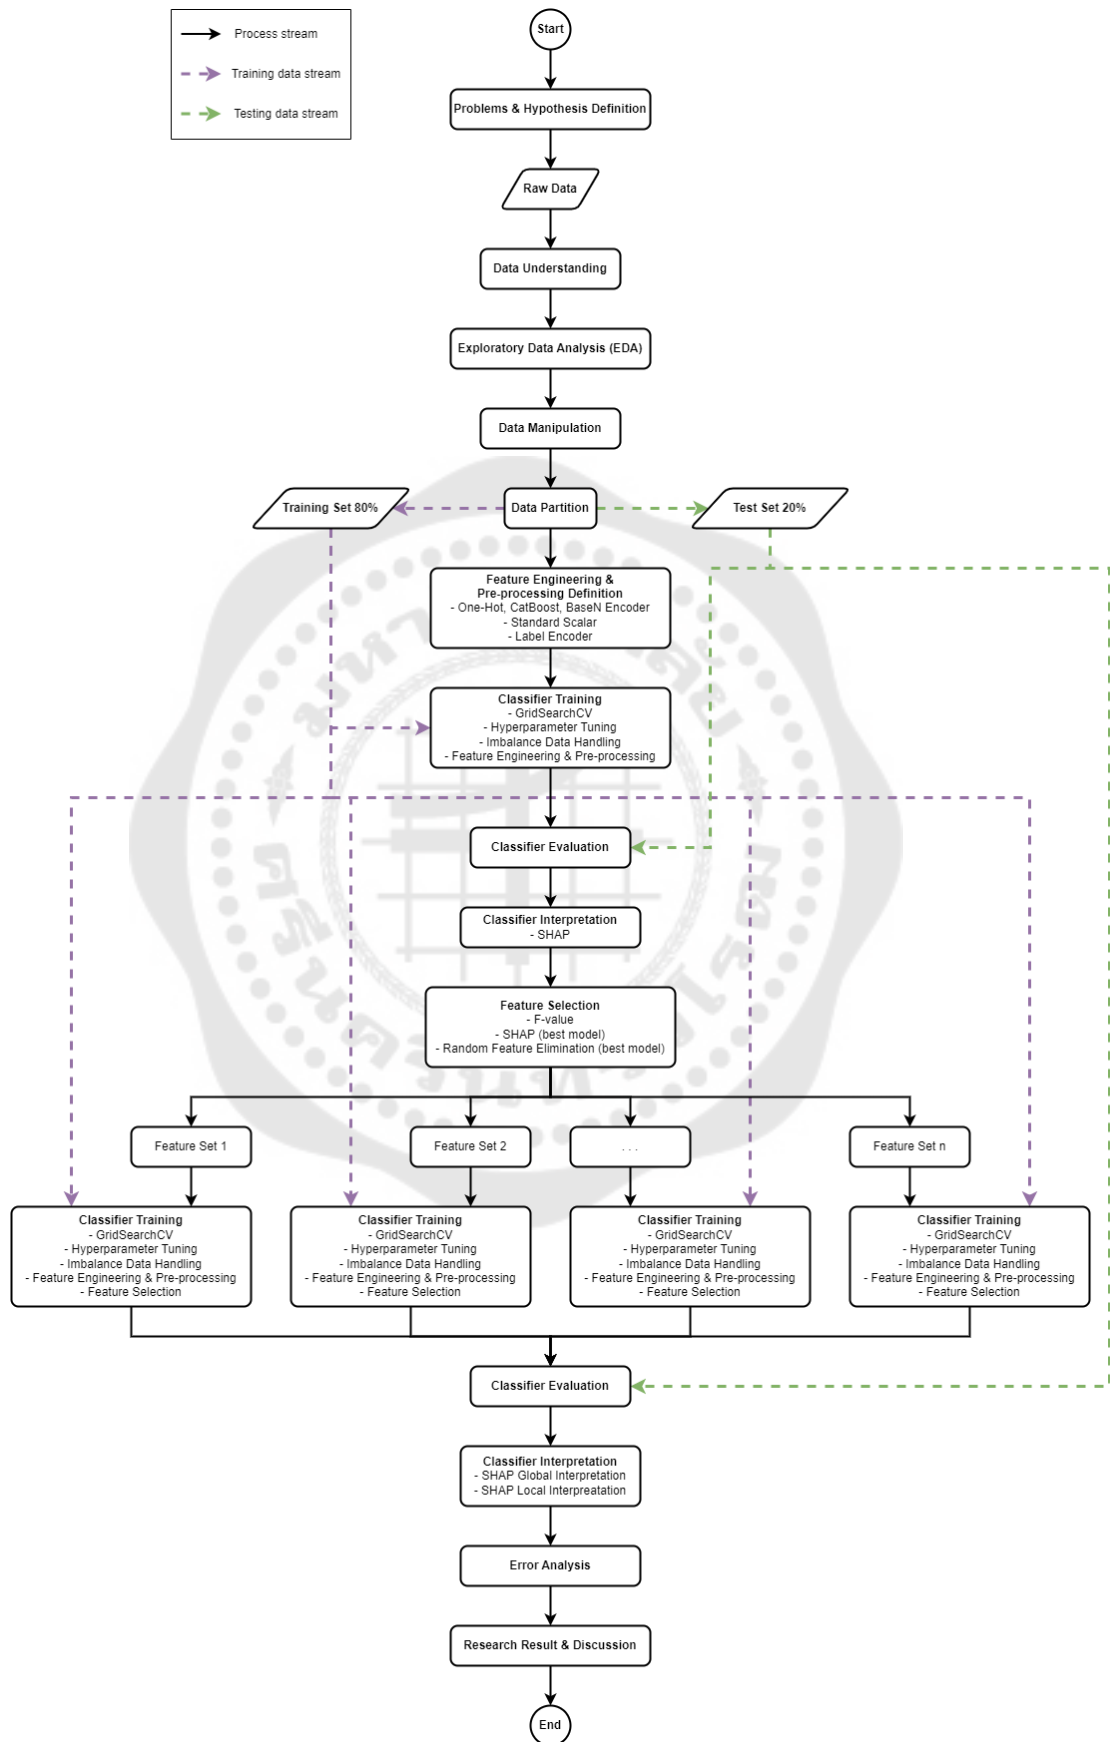 Process stream
Training data stream
Testing data stream
Start
Problems & Hypothesis Definition
Raw Data
Data Understanding
Exploratory Data Analysis (EDA)
Data Manipulation
Training Set 80%
Data Partition
Test Set 20%
Feature Engineering &
Pre-processing Definition
- One-Hot, CatBoost, BaseN Encoder
- Standard Scalar
- Label Encoder
Classifier Training
- GridSearchCV
- Hyperparameter Tuning
- Imbalance Data Handling
- Feature Engineering & Pre-processing
Classifier Evaluation
Classifier Interpretation
- SHAP
Feature Selection
- F-value
- SHAP (best model)
- Random Feature Elimination (best model)
Feature Set 1
Feature Set 2
. . .
Feature Set n
Classifier Training
- GridSearchCV
- Hyperparameter Tuning
- Imbalance Data Handling
- Feature Engineering & Pre-processing
- Feature Selection
Classifier Training
- GridSearchCV
- Hyperparameter Tuning
- Imbalance Data Handling
- Feature Engineering & Pre-processing
- Feature Selection
Classifier Training
- GridSearchCV
- Hyperparameter Tuning
- Imbalance Data Handling
- Feature Engineering & Pre-processing
- Feature Selection
Classifier Training
- GridSearchCV
- Hyperparameter Tuning
- Imbalance Data Handling
- Feature Engineering & Pre-processing
- Feature Selection
Classifier Evaluation
Classifier Interpretation
- SHAP Global Interpretation
- SHAP Local Interpreatation
Error Analysis
Research Result & Discussion
End